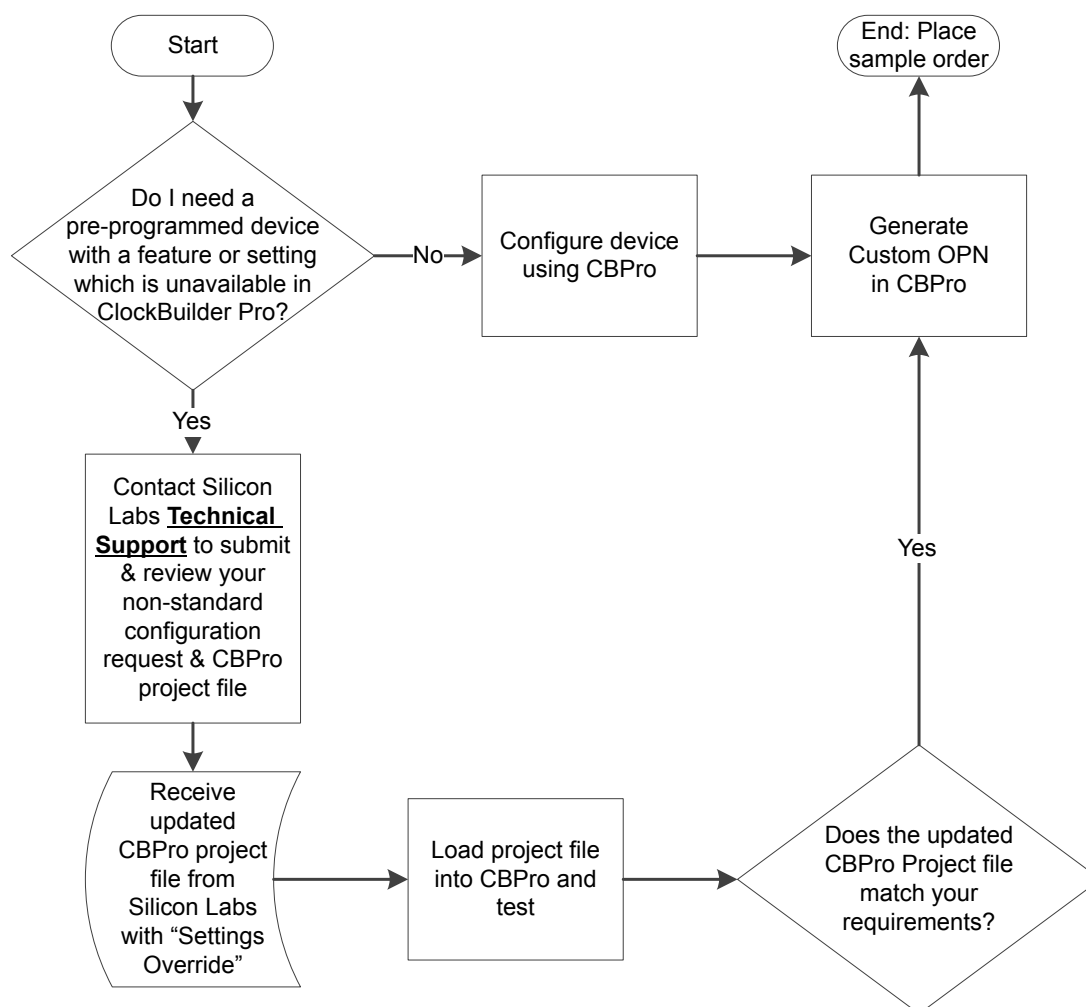 Start
End: Place
sample order
Do I need a
pre-programmed device
with a feature or setting
which is unavailable in
ClockBuilder Pro?
No
Configure device
using CBPro
Generate
Custom OPN
in CBPro
Yes
Contact Silicon
Labs Technical
Support to submit
& review your
non-standard
configuration
request & CBPro
project file
Yes
Receive
updated
CBPro project
file from
Silicon Labs
with “Settings
Override”
Load project file
into CBPro and
test
Does the updated
CBPro Project file
match your
requirements?